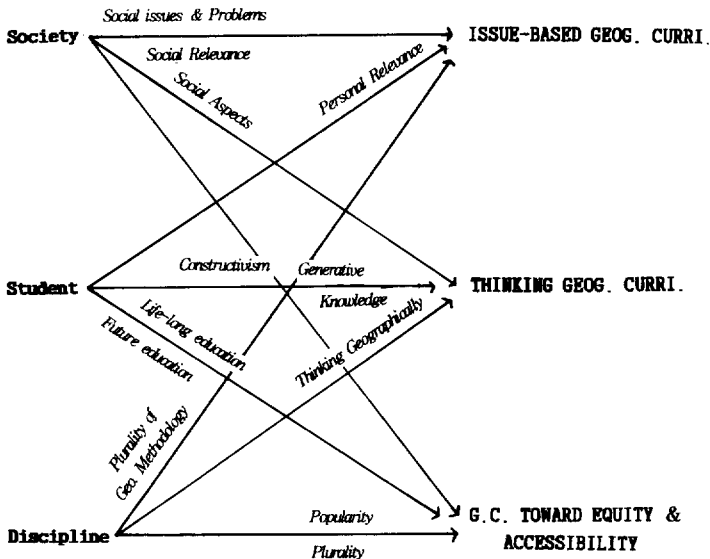 Social issues & Problems
Society
ISSUE-BASED GEOG. CURRI.
Social Relevance
Social Aspects
Personal Relevance
Constructivism
Generative
Student
THINKING GEOG. CURRI.
Knowledge
Life-long education
Future education
Thinking Geographically
Plurality of
Geo. Methodology
Popularity
G.C. TOWARD EQUITY &
Discipline
ACCESSIBILITY
Plurality